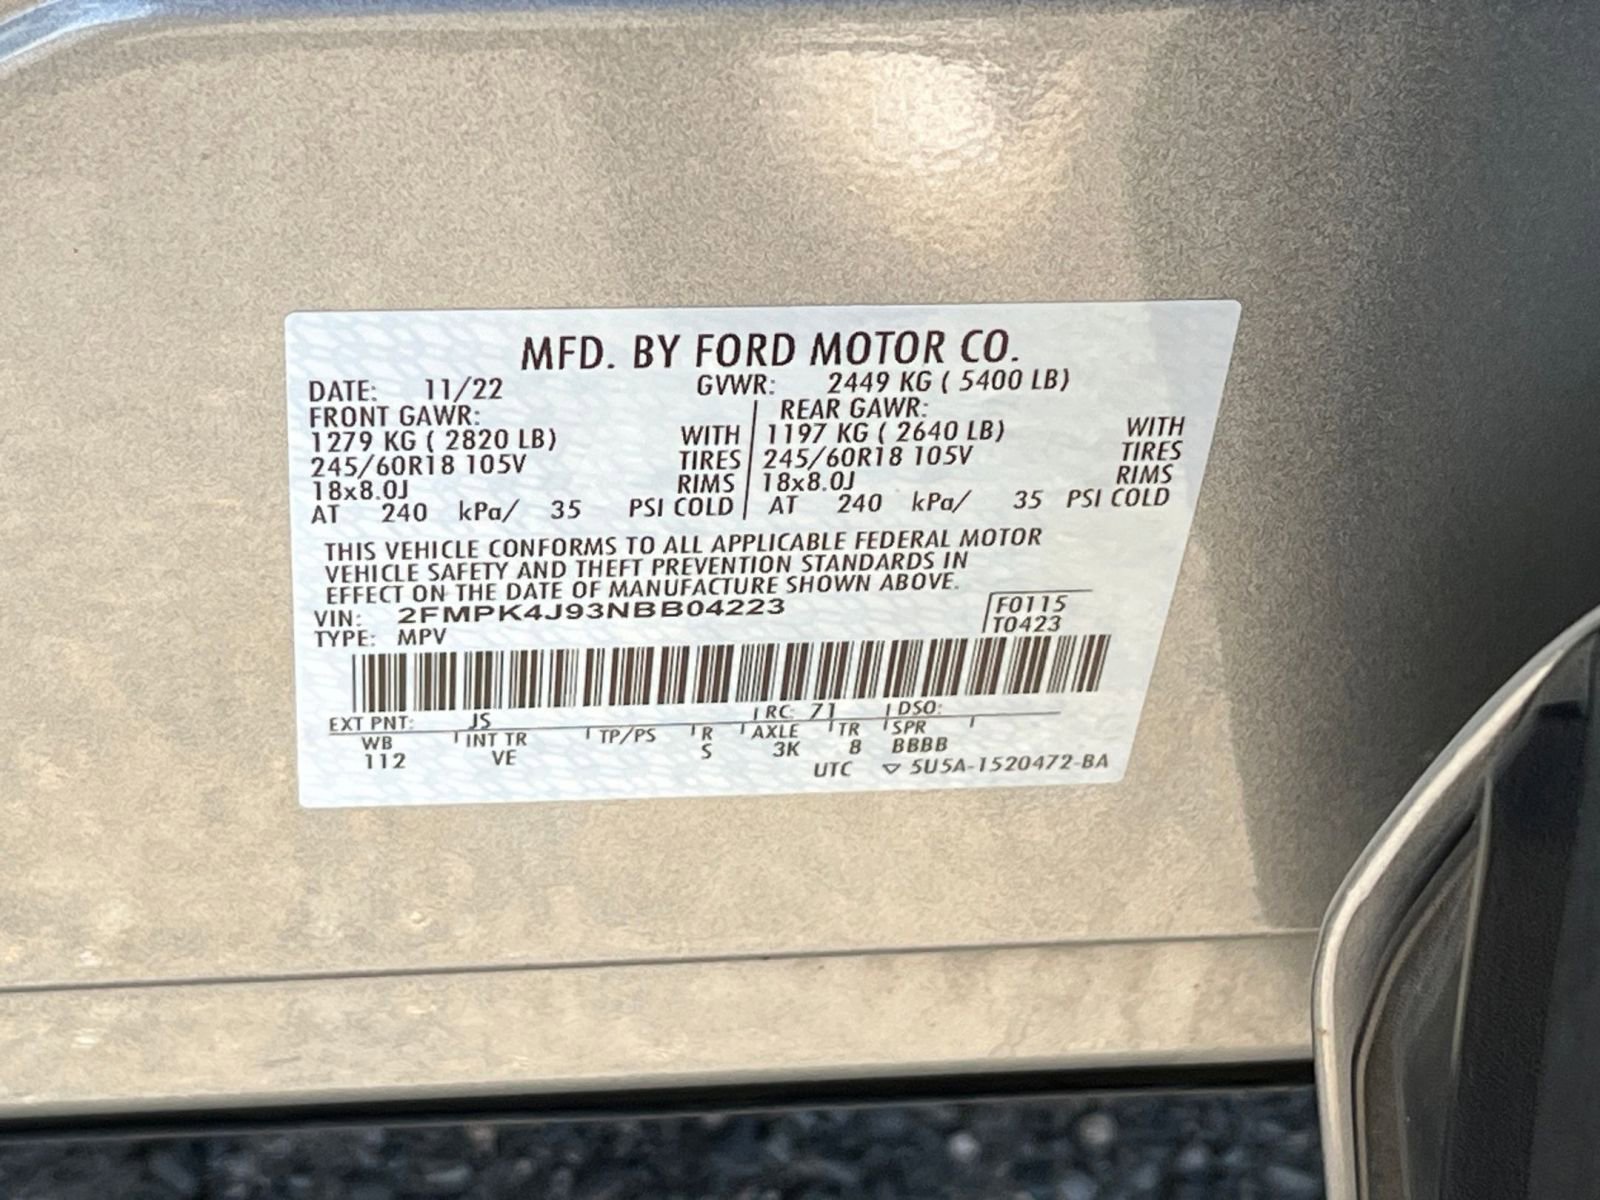 MFD. BY FORD MOTOR CO.
DATE: 11/22 GVWR: 2449 KG ( 5400 LB)
FRONT GAWR: REAR GAWR:
1279 KG ( 2820 LB) WITH 1197 KG ( 2640 LB) WITH
245/60R18 105V TIRES 245/60R18 105V TIRES
18x8.0J RIMS 18x8.0J RIMS
AT 240 kPa/ 35 PSI COLD AT 240 kPa/ 35 PSI COLD
THIS VEHICLE CONFORMS TO ALL APPLICABLE FEDERAL MOTOR
VEHICLE SAFETY AND THEFT PREVENTION STANDARDS IN
EFFECT ON THE DATE OF MANUFACTURE SHOWN ABOVE.
VIN: 2FMPK4J93NBB04223 F0115
TYPE: MPV T0423
EXT PNT: JS RC: 71 DSO:
WB INT TR TP/PS R AXLE TR SPR
112 VE S 3K 8 BBBB
UTC ▽ 5U5A-1520472-BA